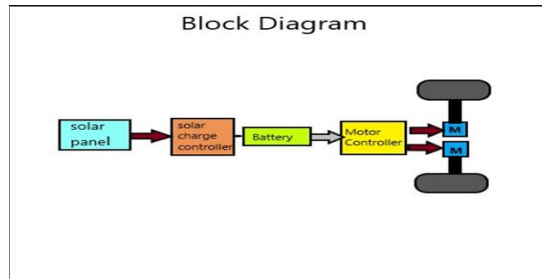 Block Diagram
solar
panel
solar
charge
controller
Battery
Motor
Controller
M
M